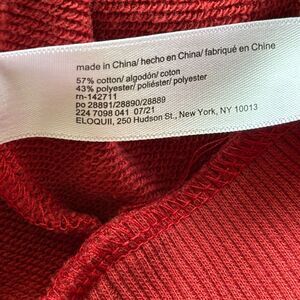 made in China/ hecho en China/ fabriqué en Chine
57% cotton/ algodón/ coton
43% polyester/ poliéster/ polyester
rn-142711
po 28891/28890/28889
224 7098 041 07/21
ELOQUII, 250 Hudson St., New York, NY 10013